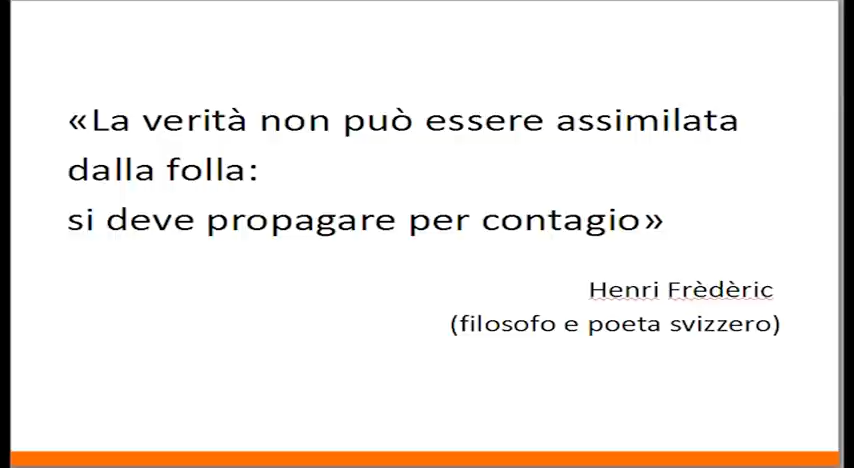 «La verità non può essere assimilata
dalla folla:
si deve propagare per contagio»
Henri Frèdèric
(filosofo e poeta svizzero)